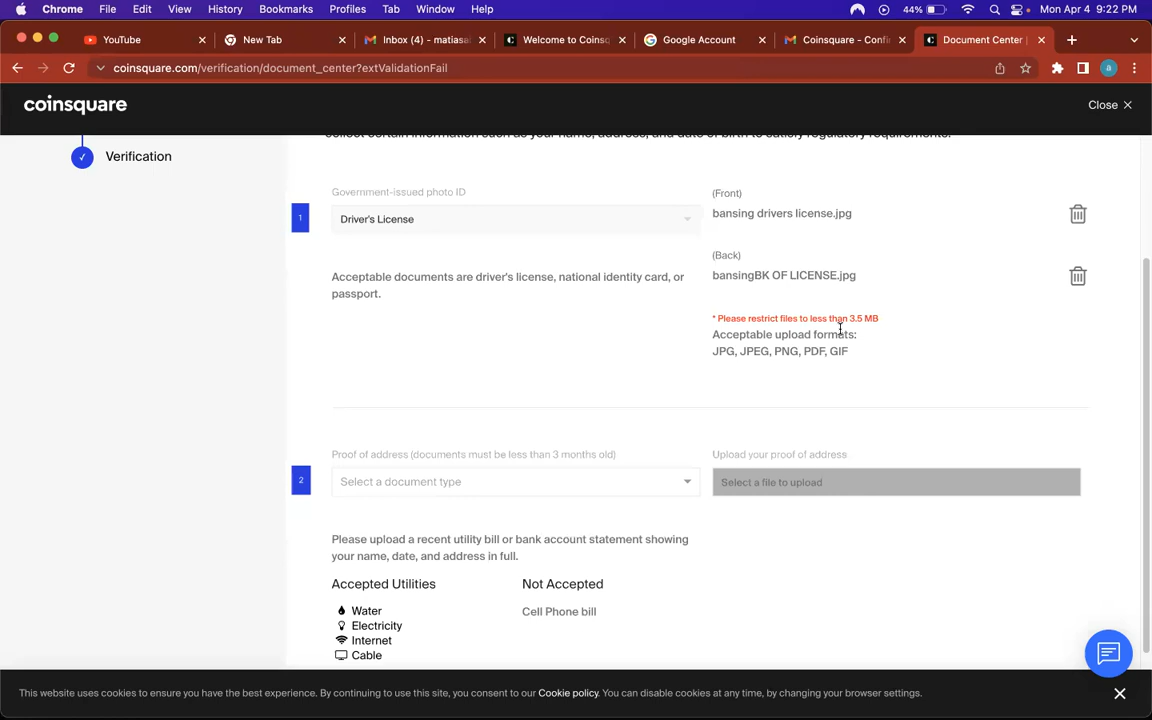 Chrome File Edit View History Bookmarks Profiles Tab Window Help 44% Mon Apr 4 9:22 PM
YouTube New Tab Inbox (4) - matiasai Welcome to Coinsq Google Account Coinsquare - Confi Document Center |
coinsquare.com/verification/document_center?extValidationFail a
coinsquare Close
collect certain information such as your name, address, and date of birth to satisfy regulatory requirements.
Verification
Government-issued photo ID
(Front)
1
Driver's License
bansing drivers license.jpg
(Back)
Acceptable documents are driver's license, national identity card, or
passport.
bansingBK OF LICENSE.jpg
* Please restrict files to less than 3.5 MB
Acceptable upload formats:
JPG, JPEG, PNG, PDF, GIF
Proof of address (documents must be less than 3 months old)
Upload your proof of address
2
Select a document type
Select a file to upload
Please upload a recent utility bill or bank account statement showing
your name, date, and address in full.
Accepted Utilities
Not Accepted
Water
Cell Phone bill
Electricity
Internet
Cable
This website uses cookies to ensure you have the best experience. By continuing to use this site, you consent to our Cookie policy. You can disable cookies at any time, by changing your browser settings.